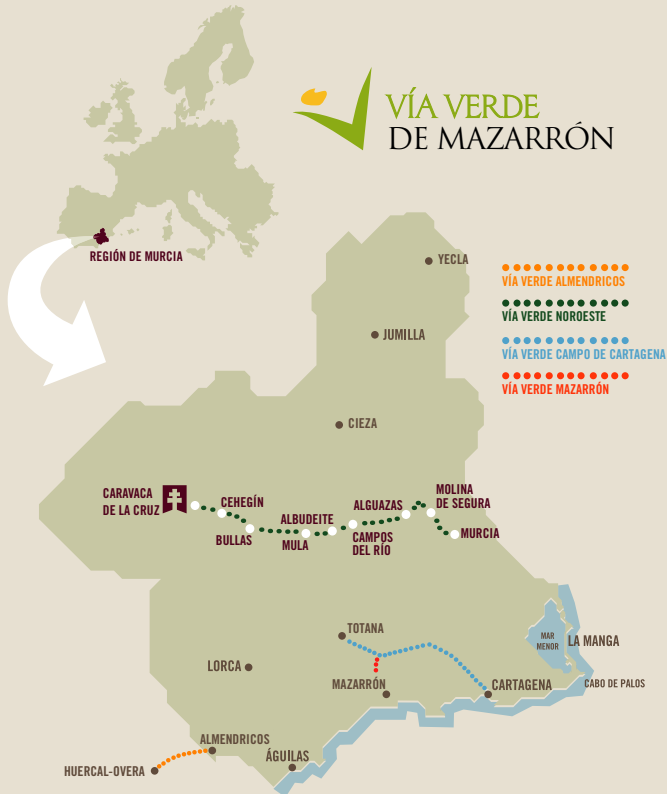 VÍA VERDE
DE MAZARRÓN
REGIÓN DE MURCIA
YECLA
VÍA VERDE ALMENDRICOS
VÍA VERDE NOROESTE
JUMILLA
VÍA VERDE CAMPO DE CARTAGENA
VÍA VERDE MAZARRÓN
CIEZA
CARAVACA
DE LA CRUZ
CEHEGÍN
BULLAS
ALBUDEITE
MULA
ALGUAZAS
CAMPOS
DEL RÍO
MOLINA
DE SEGURA
MURCIA
TOTANA
MAR
MENOR
LA MANGA
LORCA
MAZARRÓN
CARTAGENA
CABO DE PALOS
ALMENDRICOS
ÁGUILAS
HUERCAL-OVERA